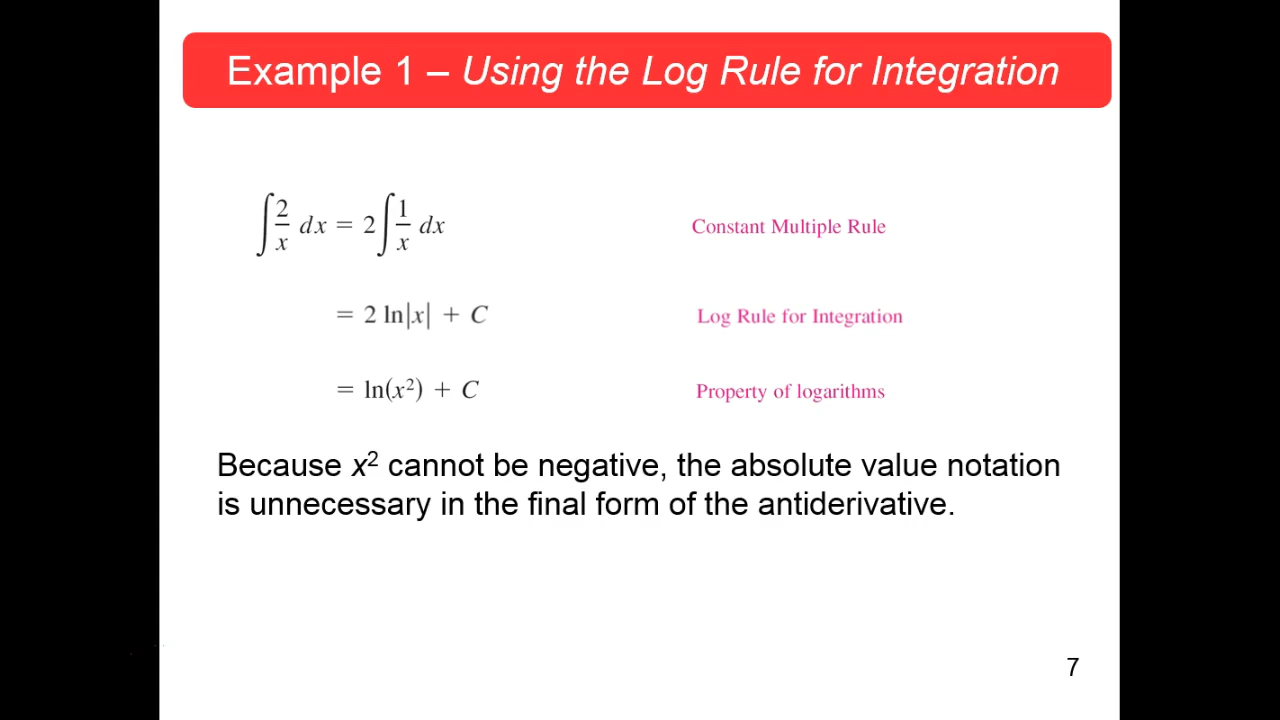 Example 1 – Using the Log Rule for Integration
∫ 2/x dx = 2 ∫ 1/x dx Constant Multiple Rule
= 2 ln|x| + C Log Rule for Integration
= ln(x²) + C Property of logarithms
Because x² cannot be negative, the absolute value notation
is unnecessary in the final form of the antiderivative.
7